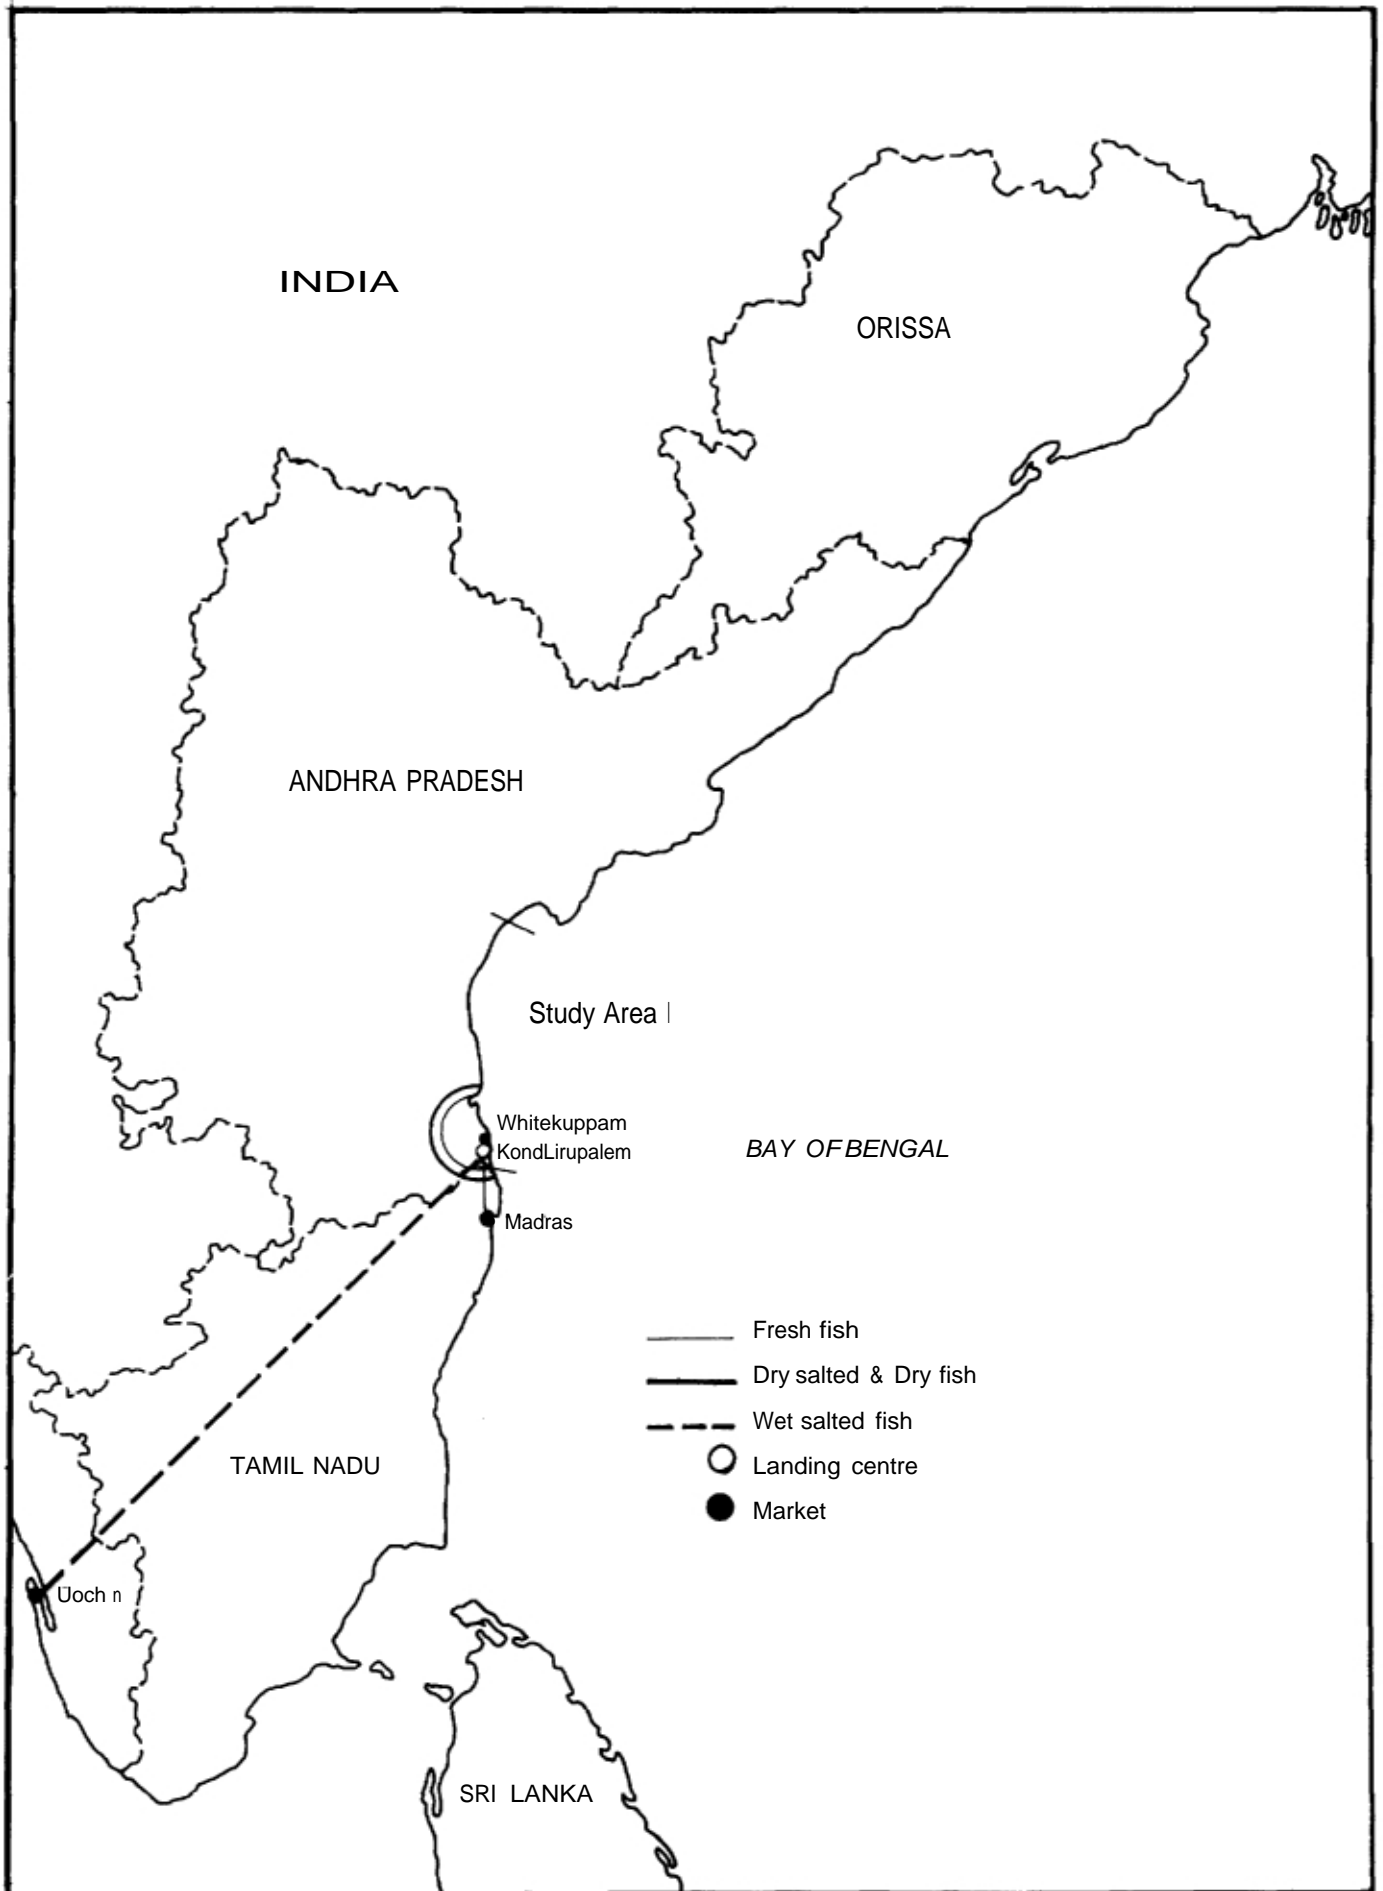 INDIA
ORISSA
ANDHRA PRADESH
Study Area I
Whitekuppam
KondLirupalem
BAY OF BENGAL
Madras
Fresh fish
Dry salted & Dry fish
Wet salted fish
TAMIL NADU
Landing centre
Market
Uoch n
SRI LANKA